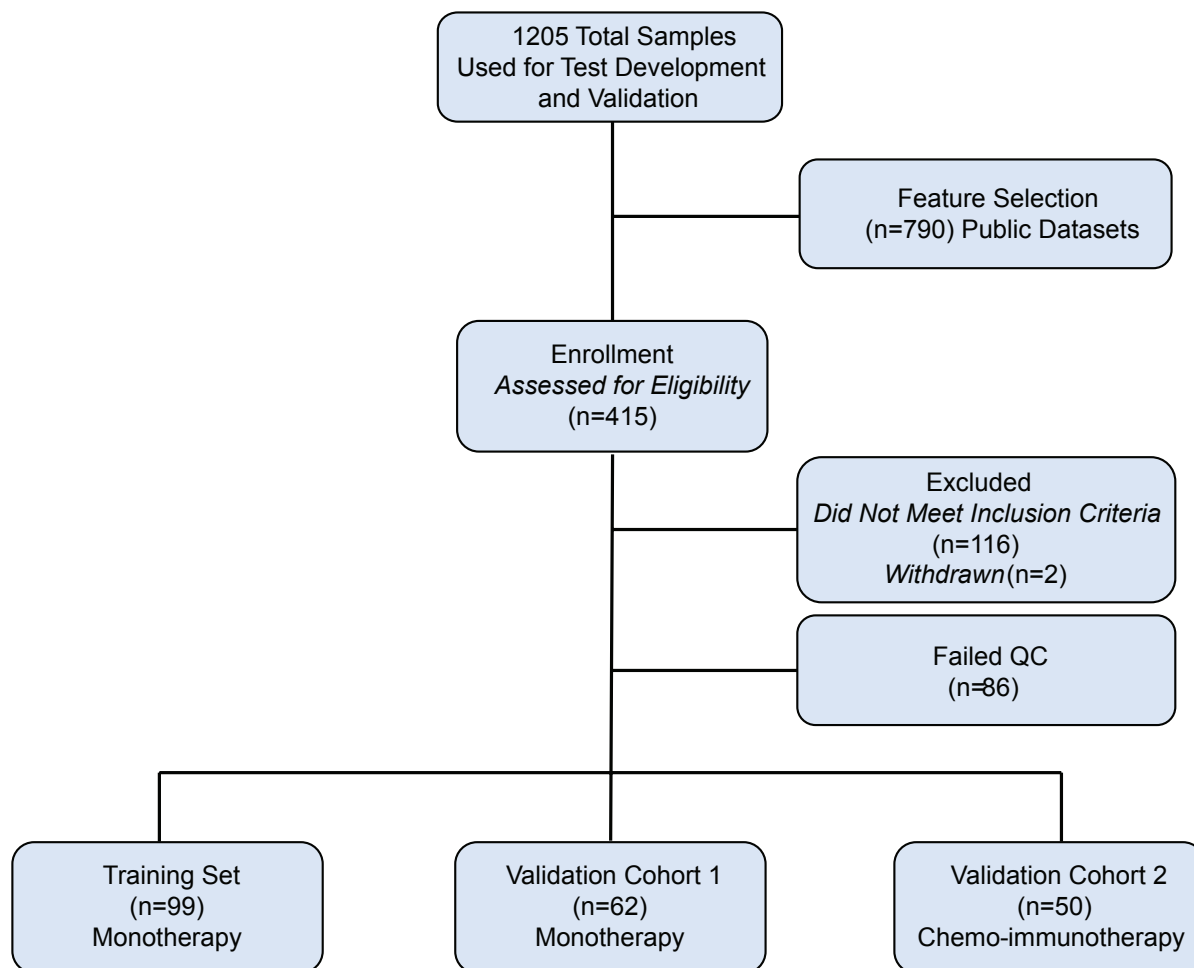 1205 Total Samples
Used for Test Development
and Validation
Feature Selection
(n=790) Public Datasets
Enrollment
Assessed for Eligibility
(n=415)
Excluded
Did Not Meet Inclusion Criteria
(n=116)
Withdrawn (n=2)
Failed QC
(n=86)
Training Set
(n=99)
Monotherapy
Validation Cohort 1
(n=62)
Monotherapy
Validation Cohort 2
(n=50)
Chemo-immunotherapy